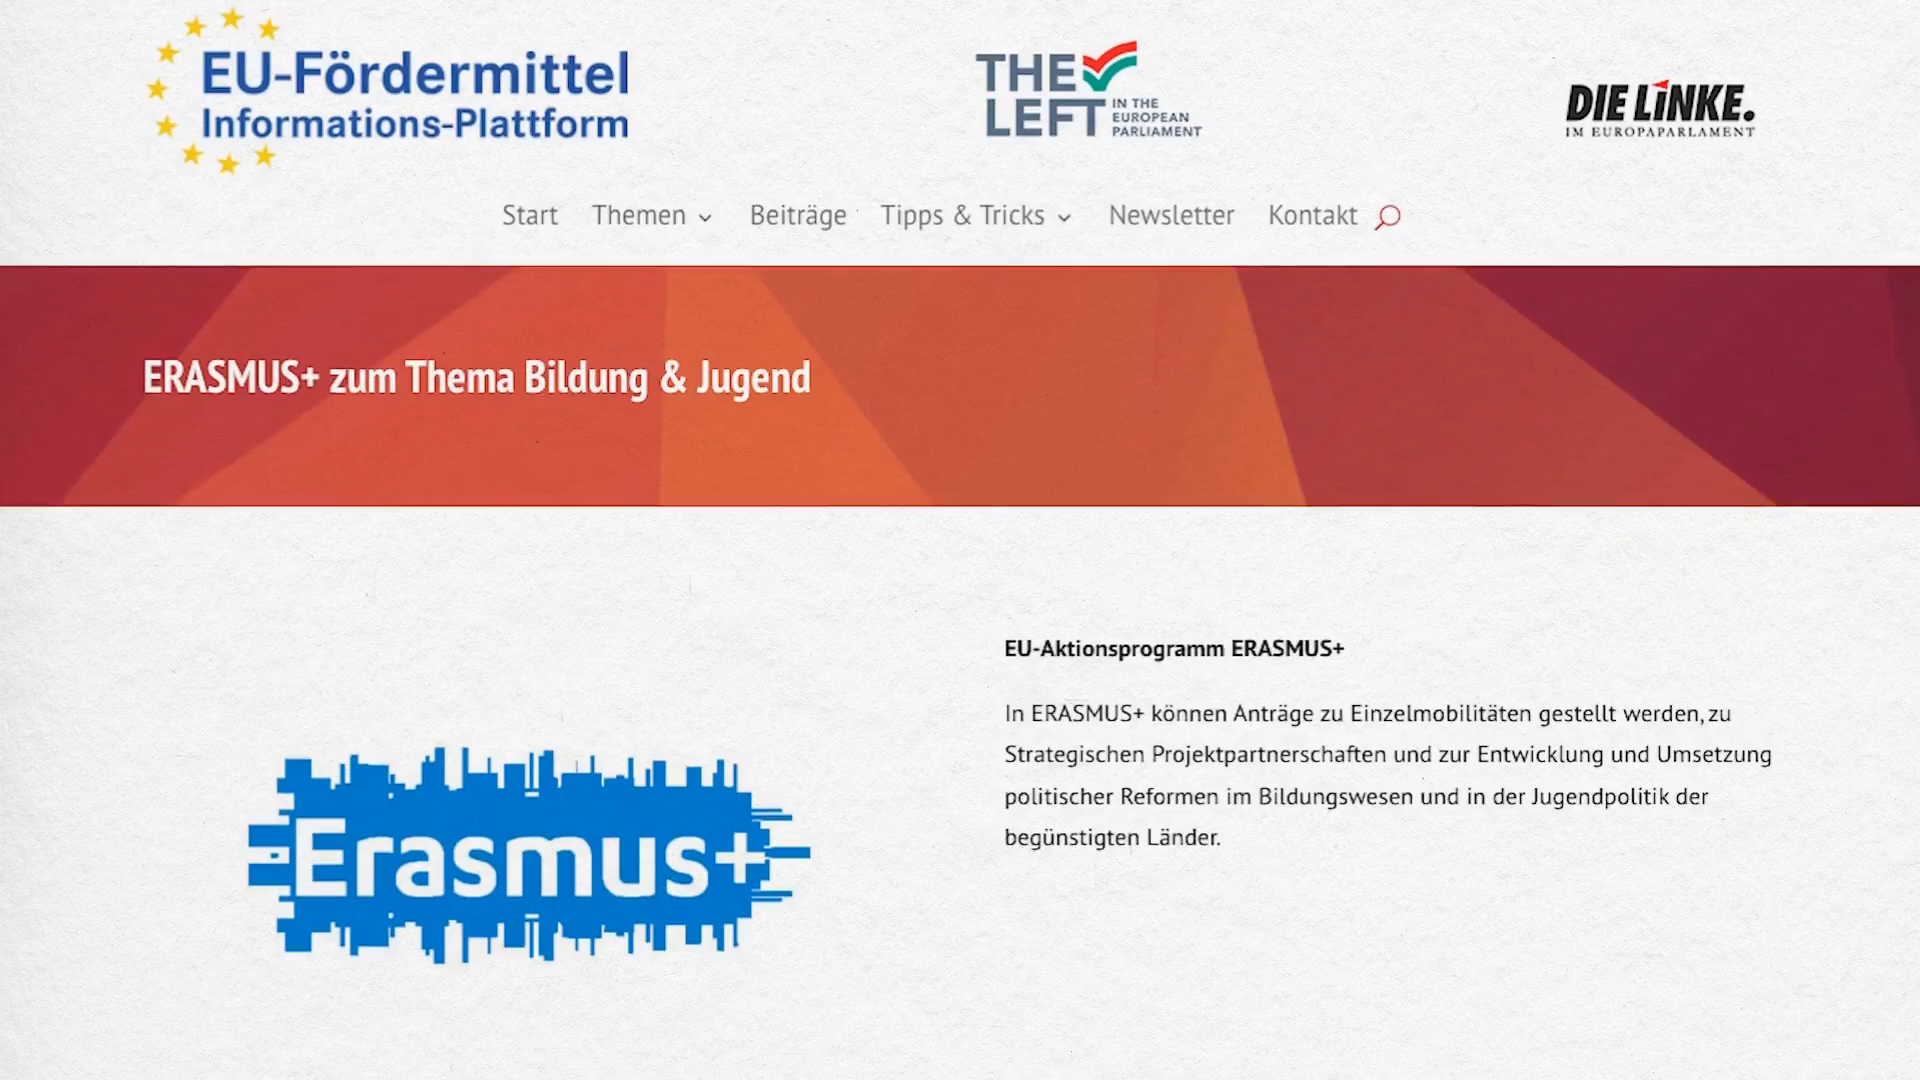 EU-Fördermittel
Informations-Plattform
THE
LEFT
IN THE
EUROPEAN
PARLIAMENT
DIE LiNKE.
IM EUROPAPARLAMENT
Start Themen Beiträge Tipps & Tricks Newsletter Kontakt
ERASMUS+ zum Thema Bildung & Jugend
EU-Aktionsprogramm ERASMUS+
In ERASMUS+ können Anträge zu Einzelmobilitäten gestellt werden, zu
Strategischen Projektpartnerschaften und zur Entwicklung und Umsetzung
politischer Reformen im Bildungswesen und in der Jugendpolitik der
begünstigten Länder.
Erasmus+